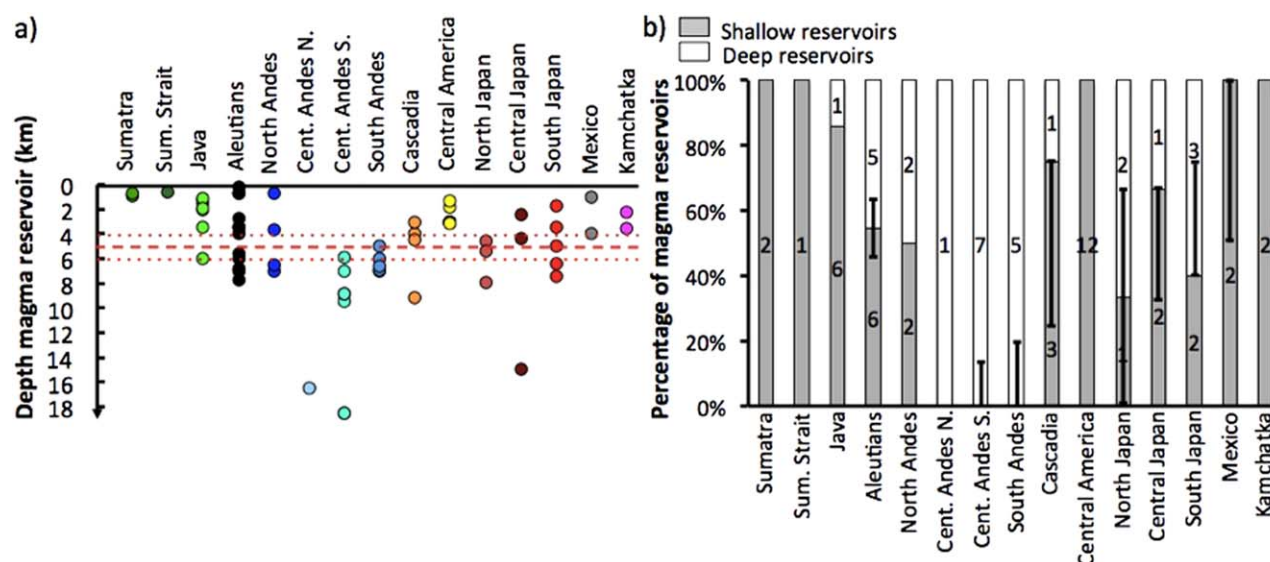 a)
Sumatra
Sum. Strait
Java
Aleutians
North Andes
Cent. Andes N.
Cent. Andes S.
South Andes
Cascadia
Central America
North Japan
Central Japan
South Japan
Mexico
Kamchatka
Depth magma reservoir (km)
0
2
4
6
8
10
12
14
16
18
b)
Shallow reservoirs
Deep reservoirs
Percentage of magma reservoirs
100%
80%
60%
40%
20%
0%
1
5
2
1
1
3
2
1
6
2
1
7
5
12
2
2
6
2
3
1
2
2
Sumatra
Sum. Strait
Java
Aleutians
North Andes
Cent. Andes N.
Cent. Andes S.
South Andes
Cascadia
Central America
North Japan
Central Japan
South Japan
Mexico
Kamchatka